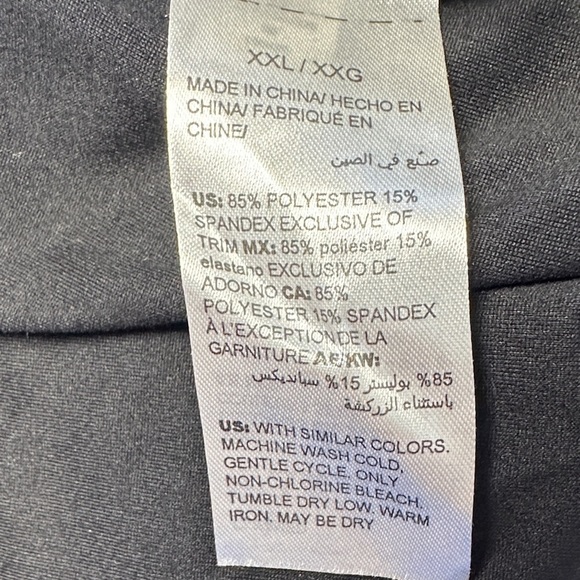 XXL / XXG
MADE IN CHINA/ HECHO EN
CHINA/ FABRIQUÉ EN
CHINE/
صنّع في الصين
US: 85% POLYESTER 15%
SPANDEX EXCLUSIVE OF
TRIM MX: 85% poliéster 15%
elastano EXCLUSIVO DE
ADORNO CA: 85%
POLYESTER 15% SPANDEX
À L'EXCEPTION DE LA
GARNITURE AE/KW:
85% بوليستر 15% سبانديكس
باستثناء الزركشة
US: WITH SIMILAR COLORS.
MACHINE WASH COLD,
GENTLE CYCLE. ONLY
NON-CHLORINE BLEACH.
TUMBLE DRY LOW. WARM
IRON. MAY BE DRY